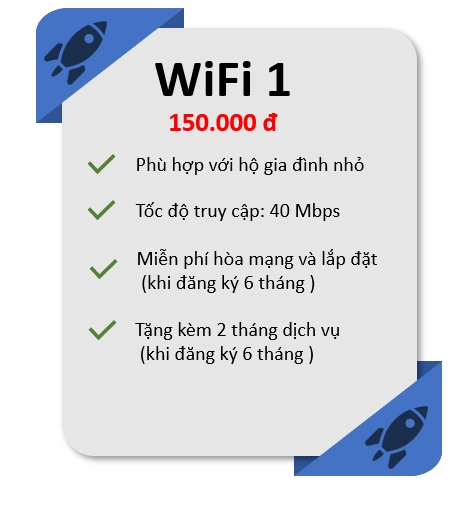 WiFi 1
150.000 đ
Phù hợp với hộ gia đình nhỏ
Tốc độ truy cập: 40 Mbps
Miễn phí hòa mạng và lắp đặt
(khi đăng ký 6 tháng )
Tặng kèm 2 tháng dịch vụ
(khi đăng ký 6 tháng )